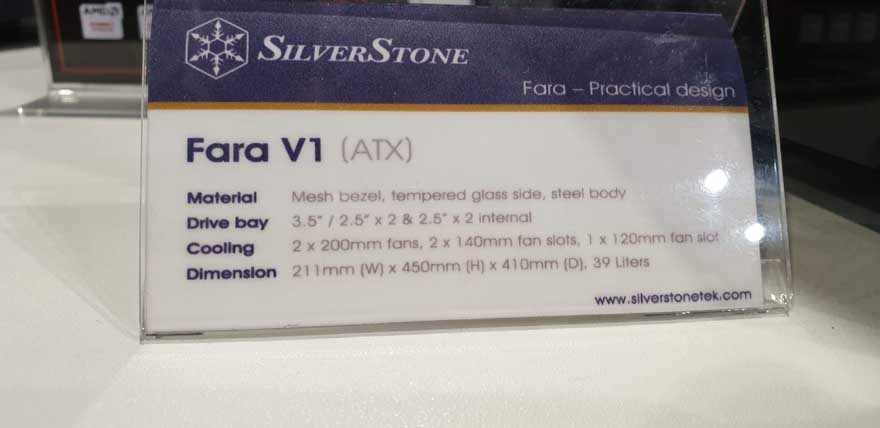 AMD
SILVERSTONE
Fara – Practical design
Fara V1 (ATX)
Material Mesh bezel, tempered glass side, steel body
Drive bay 3.5" / 2.5" x 2 & 2.5" x 2 internal
Cooling 2 x 200mm fans, 2 x 140mm fan slots, 1 x 120mm fan slot
Dimension 211mm (W) x 450mm (H) x 410mm (D), 39 Liters
www.silverstonetek.com